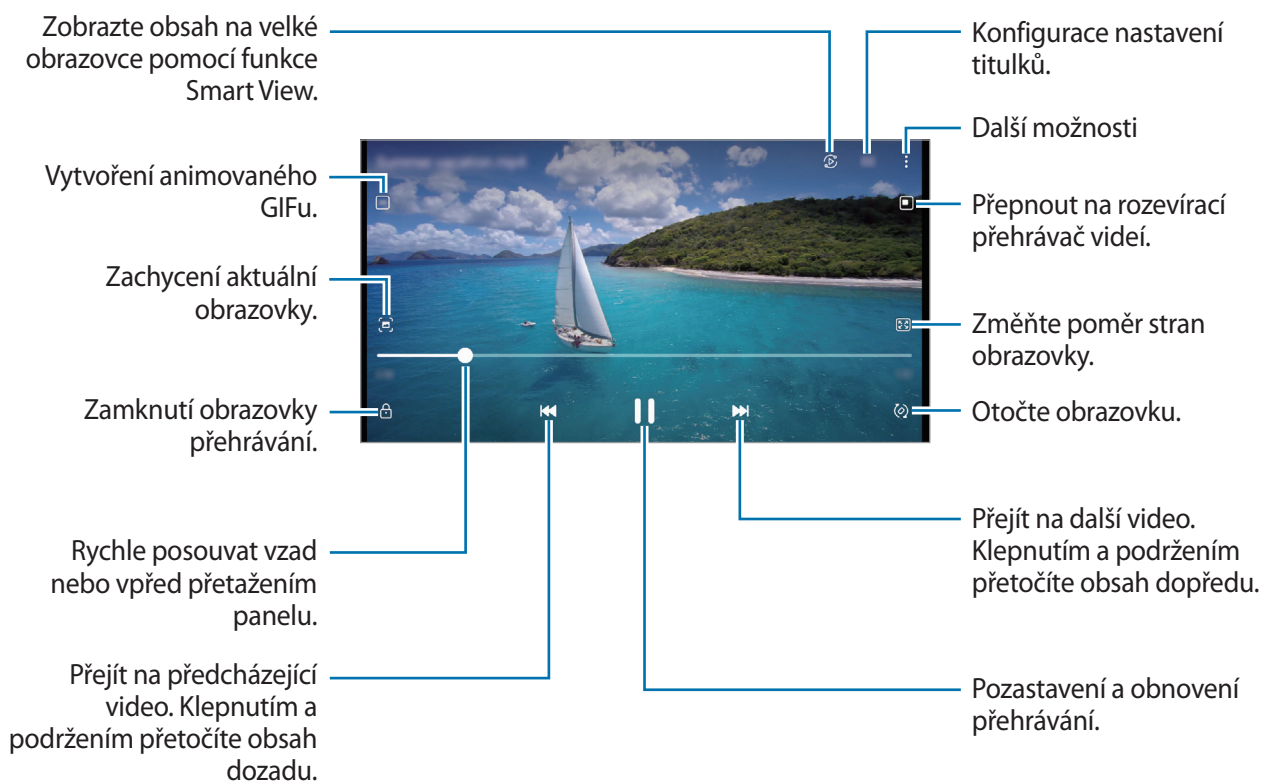 Zobrazte obsah na velké
obrazovce pomocí funkce
Smart View.
Vytvoření animovaného
GIFu.
Zachycení aktuální
obrazovky.
Zamknutí obrazovky
přehrávání.
Rychle posouvat vzad
nebo vpřed přetažením
panelu.
Přejít na předcházející
video. Klepnutím a
podržením přetočíte obsah
dozadu.
Konfigurace nastavení
titulků.
Další možnosti
Přepnout na rozevírací
přehrávač videí.
Změňte poměr stran
obrazovky.
Otočte obrazovku.
Přejít na další video.
Klepnutím a podržením
přetočíte obsah dopředu.
Pozastavení a obnovení
přehrávání.